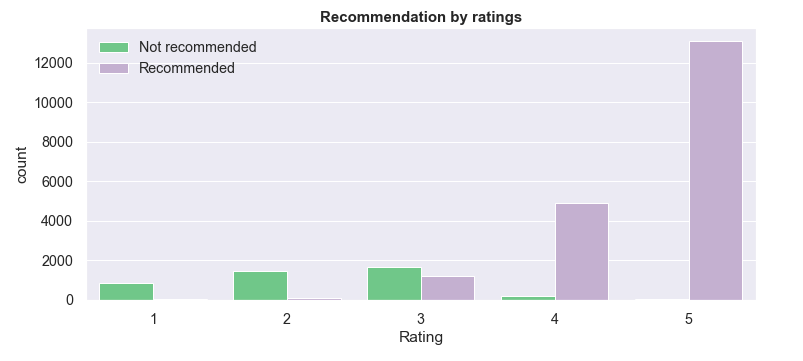 Recommendation by ratings
Not recommended
Recommended
12000
10000
8000
6000
4000
2000
0
count
1 2 3 4 5
Rating